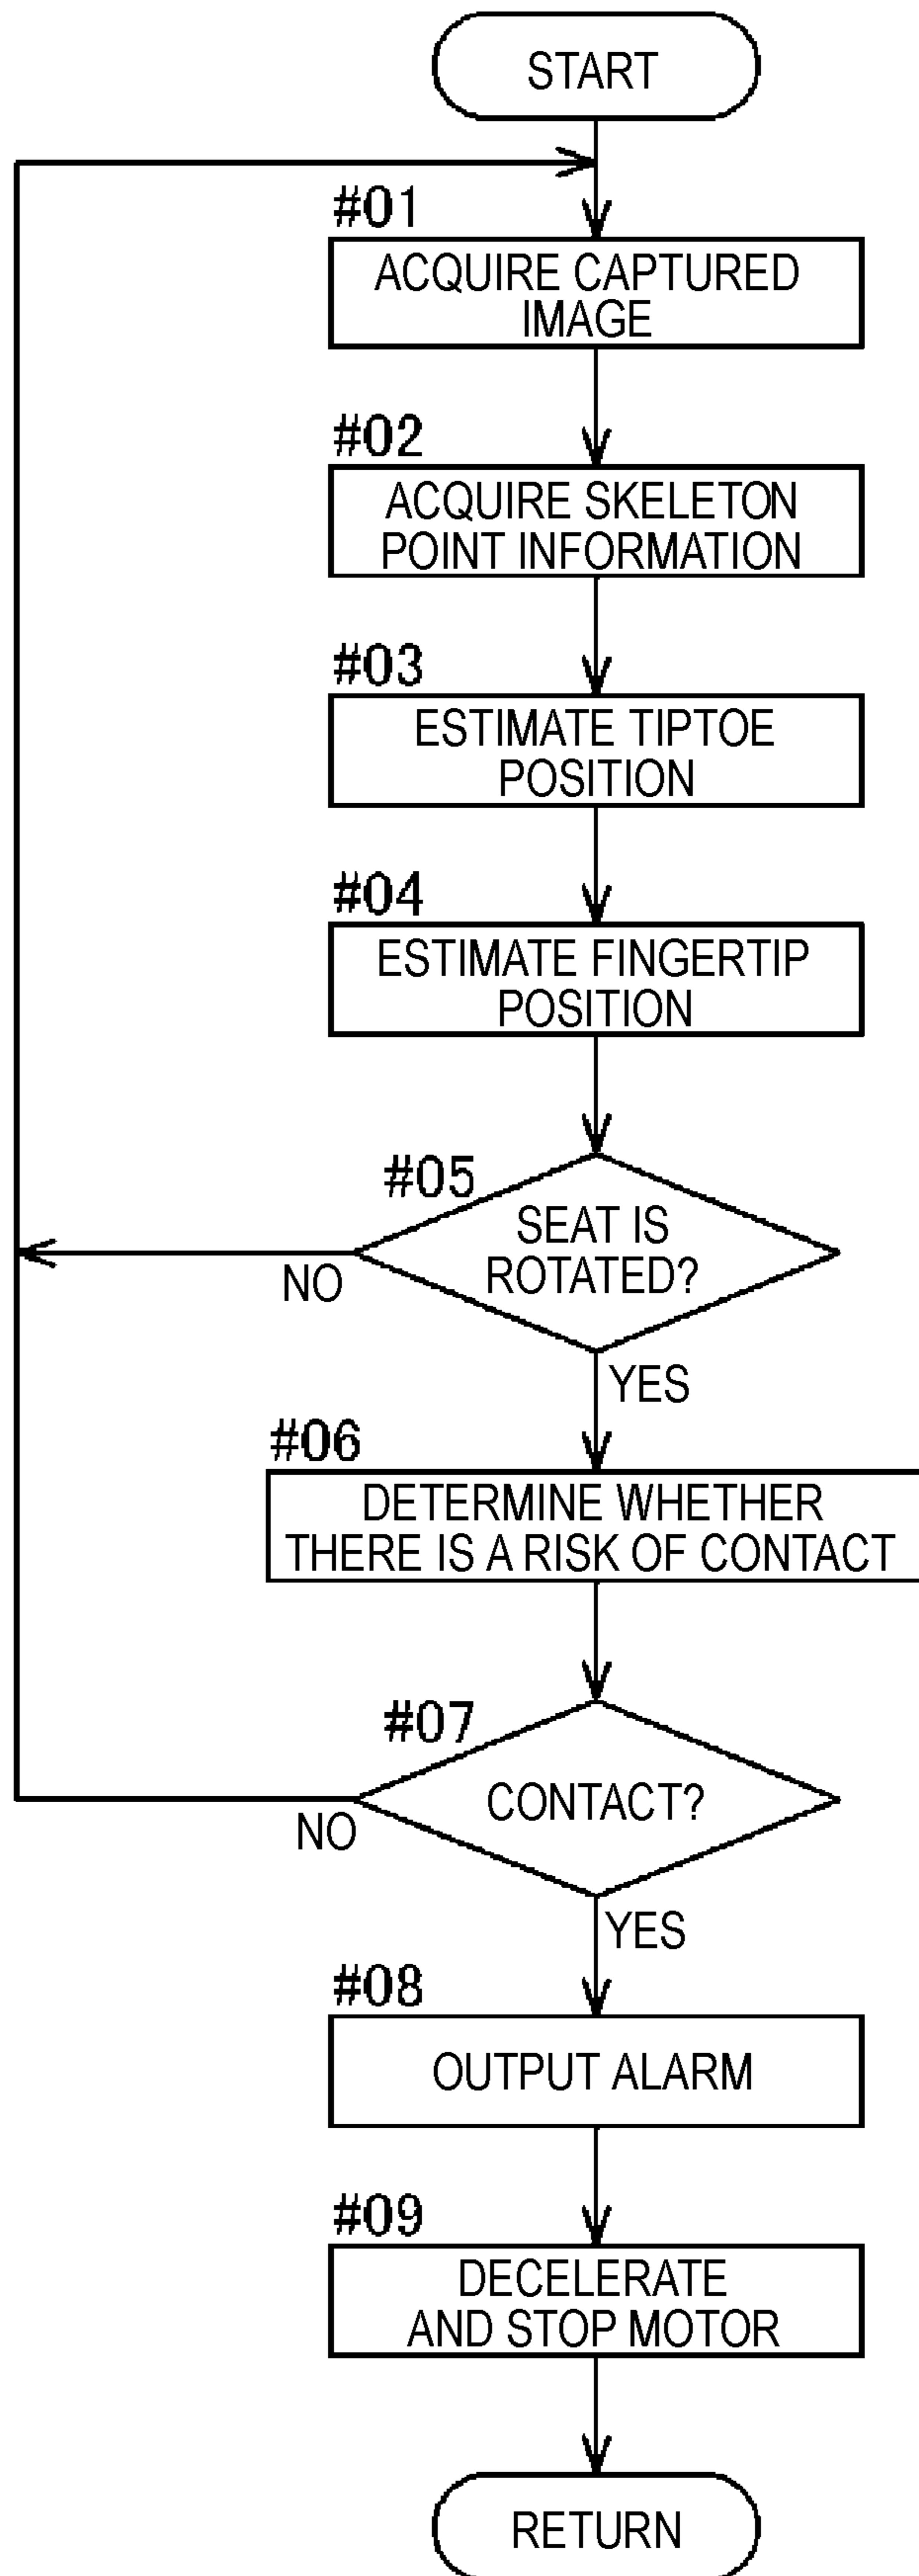 START
#01
ACQUIRE CAPTURED
IMAGE
#02
ACQUIRE SKELETON
POINT INFORMATION
#03
ESTIMATE TIPTOE
POSITION
#04
ESTIMATE FINGERTIP
POSITION
#05
SEAT IS
ROTATED?
NO
YES
#06
DETERMINE WHETHER
THERE IS A RISK OF CONTACT
#07
CONTACT?
NO
YES
#08
OUTPUT ALARM
#09
DECELERATE
AND STOP MOTOR
RETURN